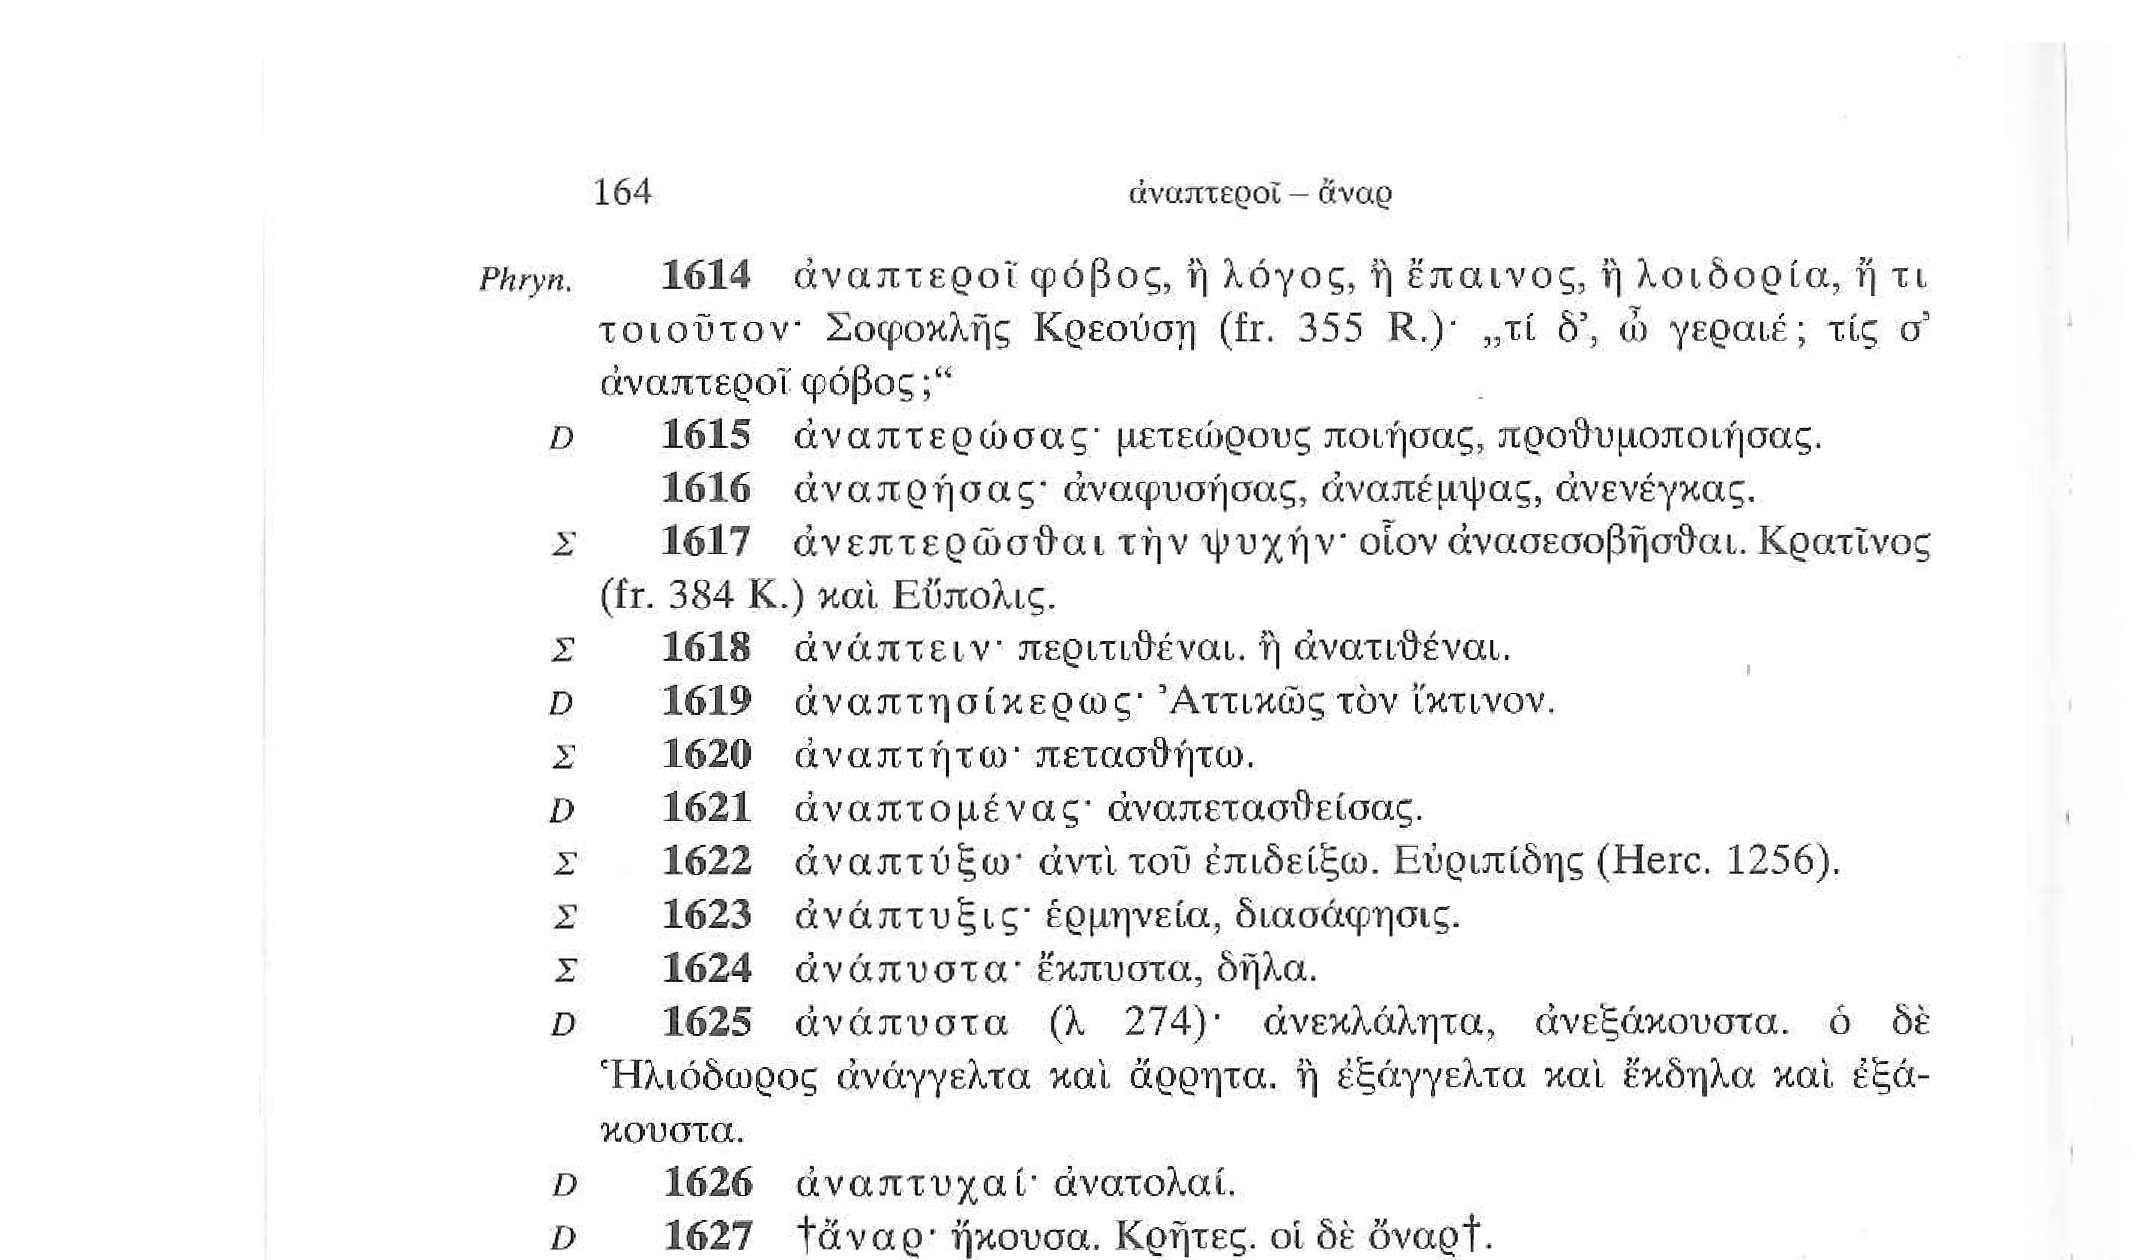 164 ἀναπτεροῖ – ἄναρ
Phryn. 1614 ἀναπτεροῖ φόβος, ἢ λόγος, ἢ ἔπαινος, ἢ λοιδορία, ἤ τι
τοιοῦτον· Σοφοκλῆς Κρεούσῃ (fr. 355 R.)· „τί δ’, ὦ γεραιέ; τίς σ’
ἀναπτεροῖ φόβος;“
D 1615 ἀναπτερώσας· μετεώρους ποιήσας, προθυμοποιήσας.
1616 ἀναπρήσας· ἀναφυσήσας, ἀναπέμψας, ἀνενέγκας.
Σ 1617 ἀνεπτερῶσθαι τὴν ψυχήν· οἷον ἀνασεσοβῆσθαι. Κρατῖνος
(fr. 384 K.) καὶ Εὔπολις.
Σ 1618 ἀνάπτειν· περιτιθέναι. ἢ ἀνατιθέναι.
D 1619 ἀναπτησίκερως· Ἀττικῶς τὸν ἴκτινον.
Σ 1620 ἀναπτήτω· πετασθήτω.
D 1621 ἀναπτομένας· ἀναπετασθείσας.
Σ 1622 ἀναπτύξω· ἀντὶ τοῦ ἐπιδείξω. Εὐριπίδης (Herc. 1256).
Σ 1623 ἀνάπτυξις· ἑρμηνεία, διασάφησις.
Σ 1624 ἀνάπυστα· ἔκπυστα, δῆλα.
D 1625 ἀνάπυστα (λ 274)· ἀνεκλάλητα, ἀνεξάκουστα. ὁ δὲ
Ἡλιόδωρος ἀνάγγελτα καὶ ἄρρητα. ἢ ἐξάγγελτα καὶ ἔκδηλα καὶ ἐξά-
κουστα.
D 1626 ἀναπτυχαί· ἀνατολαί.
D 1627 †ἄναρ· ἤκουσα. Κρῆτες. οἱ δὲ ὄναρ†.